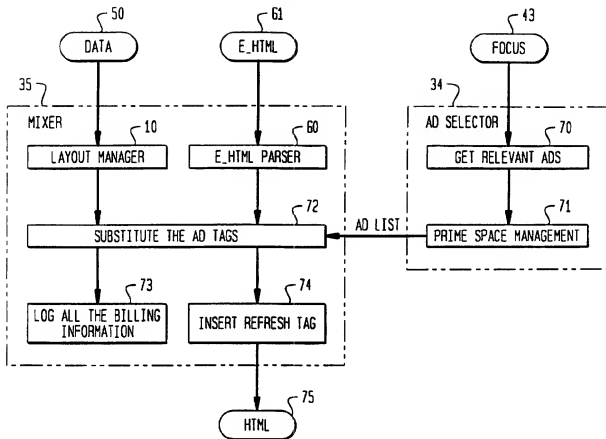 50
61
43
DATA
E_HTML
FOCUS
35
34
MIXER
10
60
AD SELECTOR
70
LAYOUT MANAGER
E_HTML PARSER
GET RELEVANT ADS
72
AD LIST
71
SUBSTITUTE THE AD TAGS
PRIME SPACE MANAGEMENT
73
74
LOG ALL THE BILLING
INFORMATION
INSERT REFRESH TAG
75
HTML